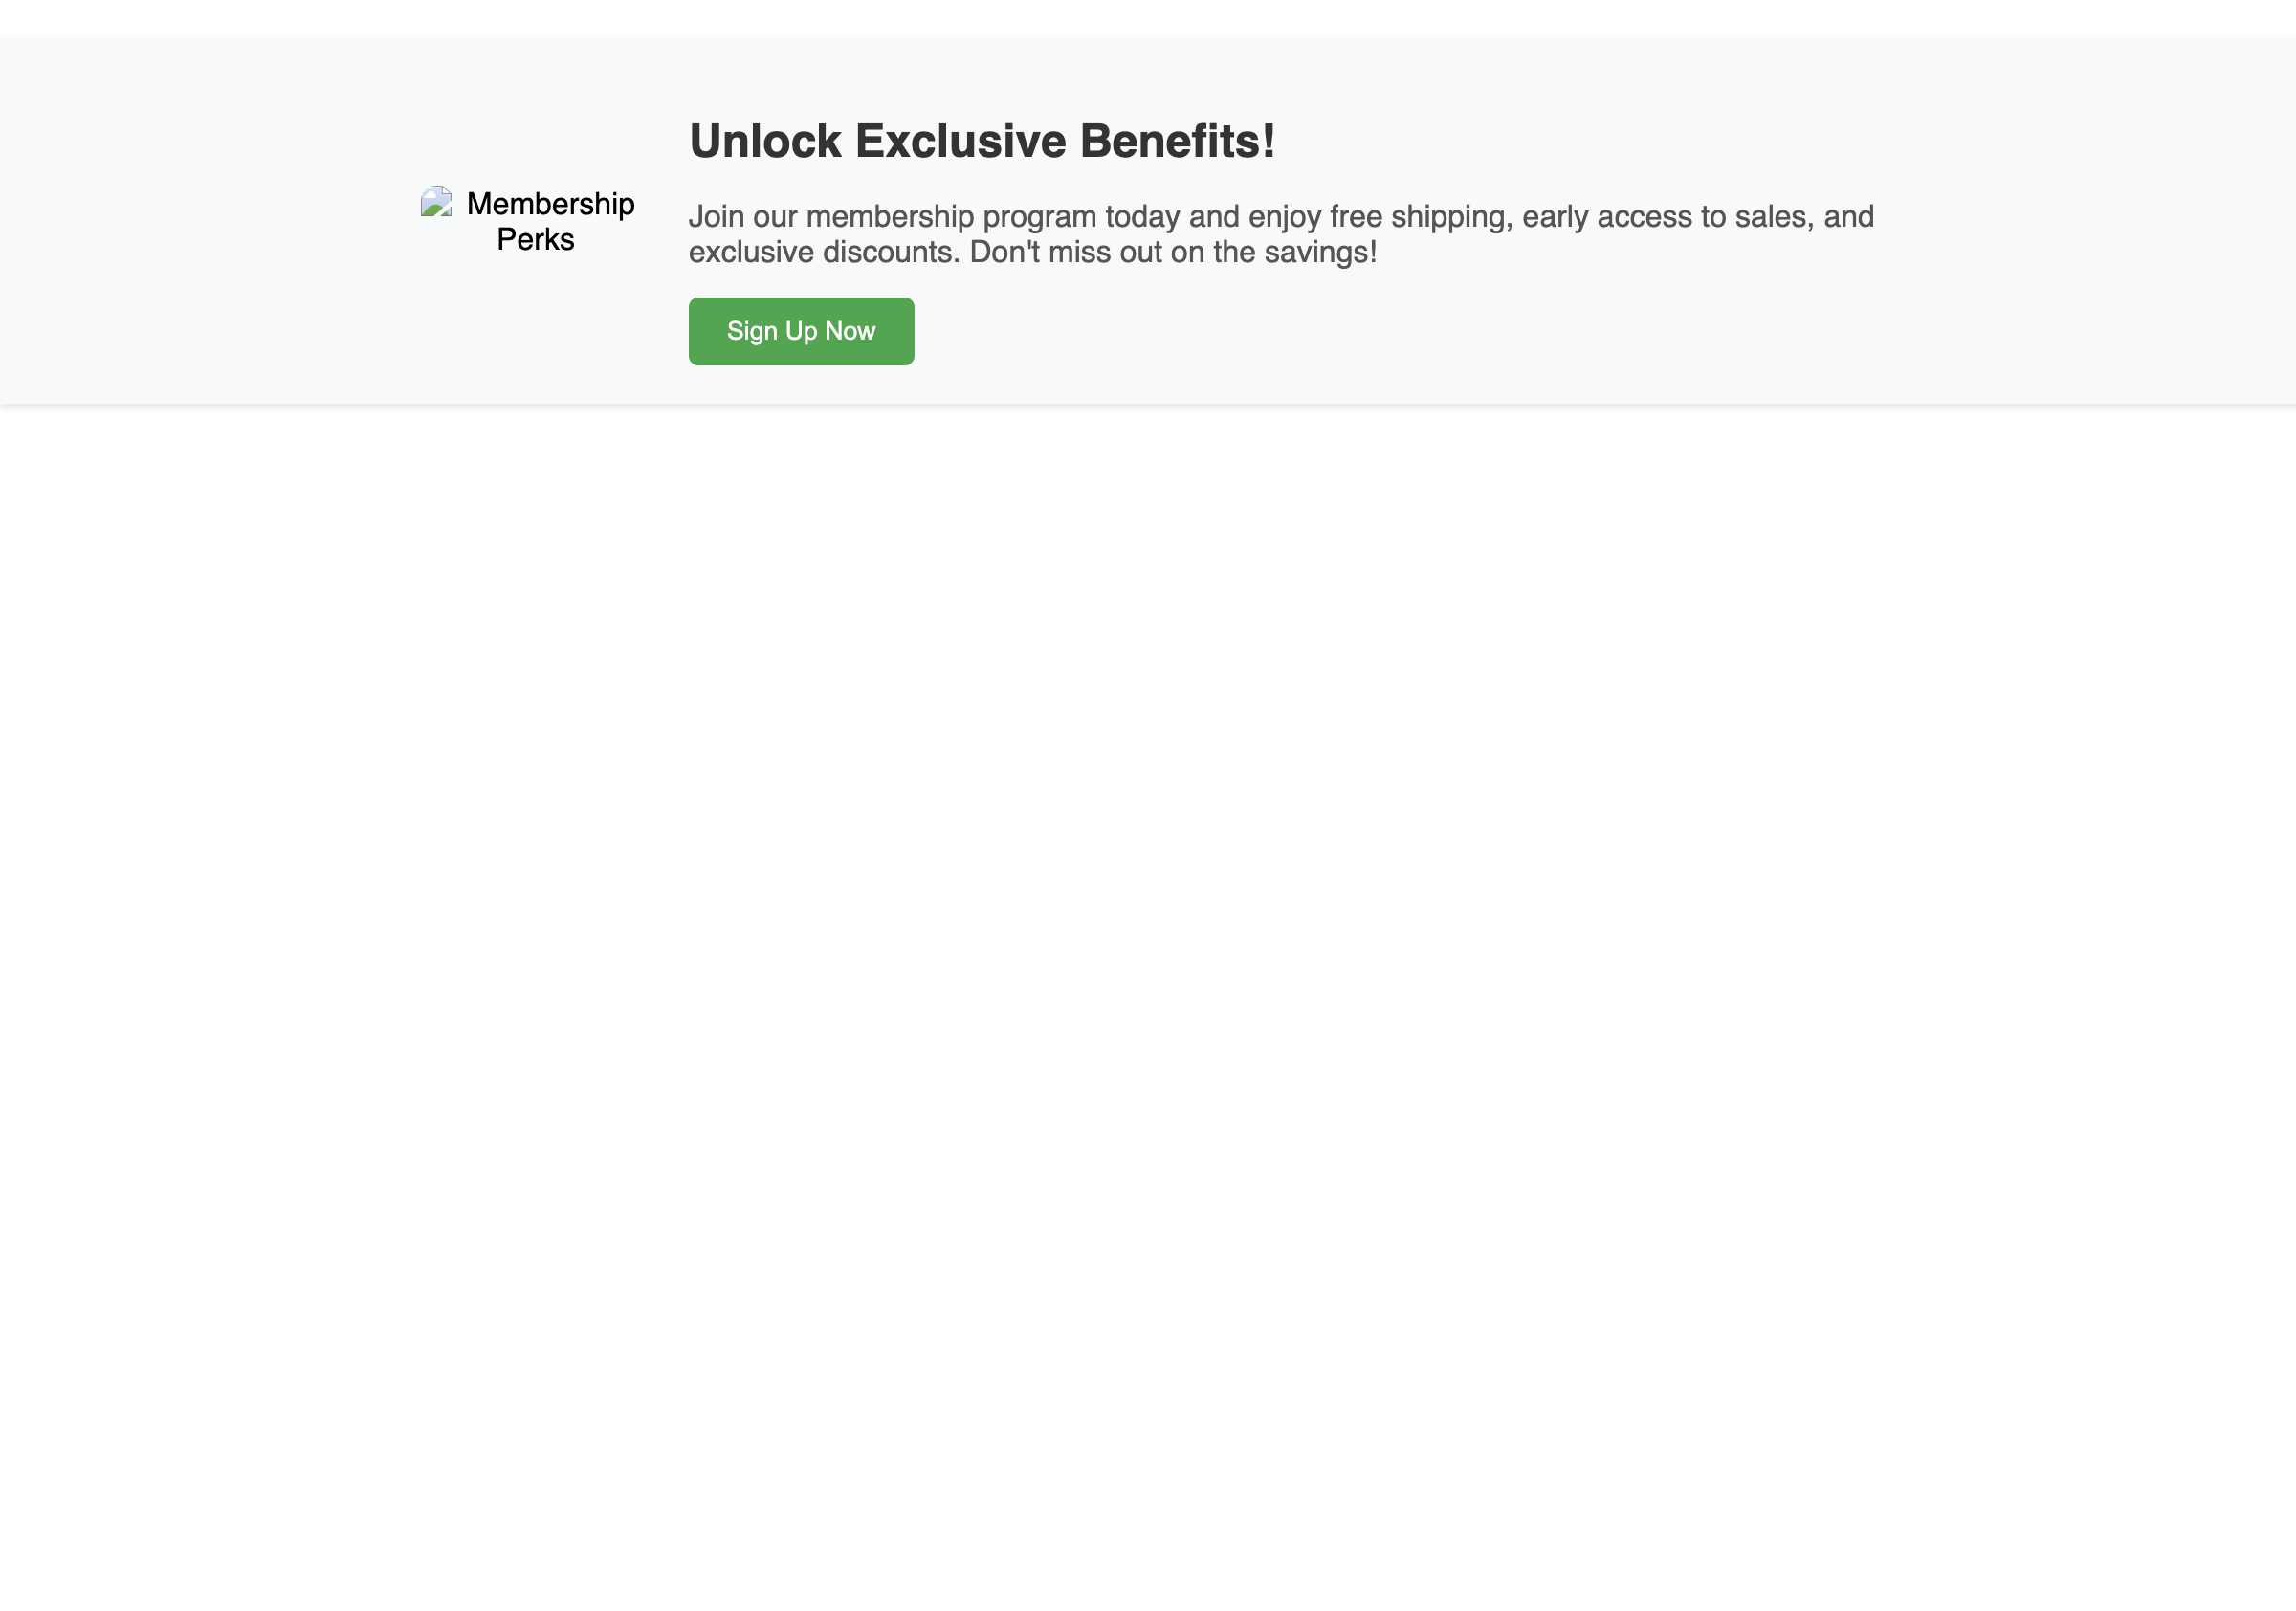 Unlock Exclusive Benefits!
Membership
Perks
Join our membership program today and enjoy free shipping, early access to sales, and
exclusive discounts. Don't miss out on the savings!
Sign Up Now